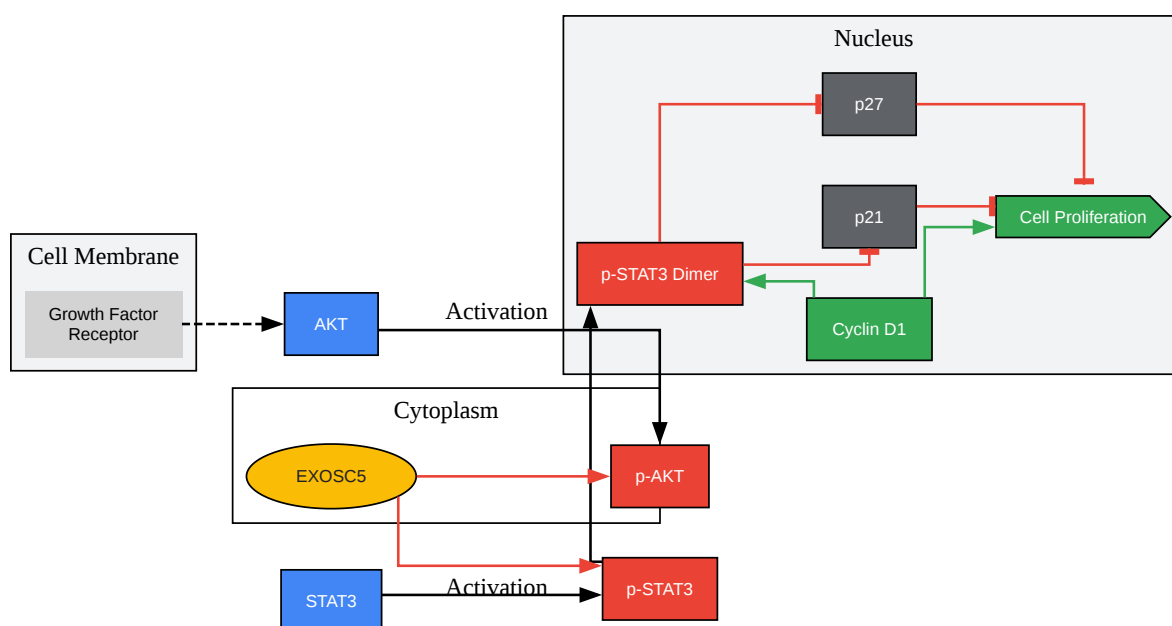 Nucleus
p27
p21
Cell Proliferation
Cell Membrane
Growth Factor
Receptor
AKT
Activation
p-STAT3 Dimer
Cyclin D1
Cytoplasm
EXOSC5
p-AKT
STAT3
Activation
p-STAT3